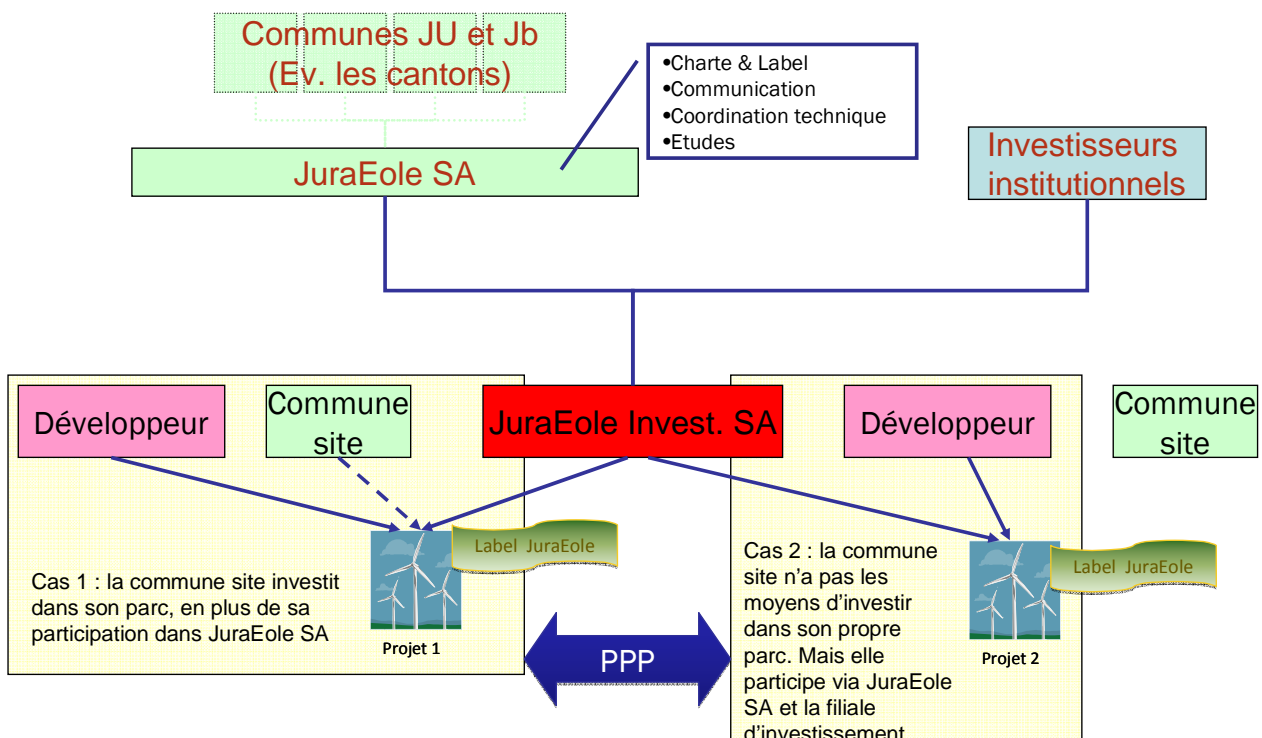 Communes JU et Jb
(Ev. les cantons)
•Charte & Label
•Communication
•Coordination technique
•Etudes
JuraEole SA
Investisseurs
institutionnels
Développeur
Commune
site
JuraEole Invest. SA
Développeur
Commune
site
Label JuraEole
Cas 1 : la commune site investit
dans son parc, en plus de sa
participation dans JuraEole SA
Projet 1
PPP
Cas 2 : la commune
site n'a pas les
moyens d'investir
dans son propre
parc. Mais elle
participe via JuraEole
SA et la filiale
d'investissement
Label JuraEole
Projet 2